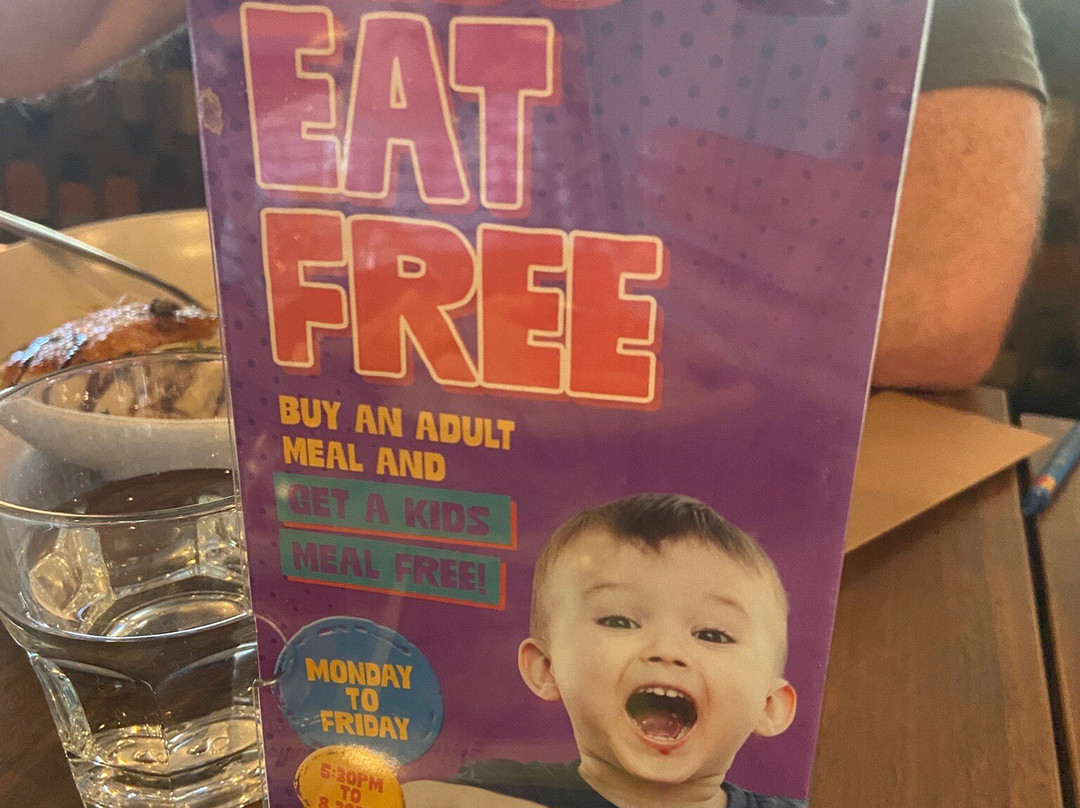 EAT
FREE
BUY AN ADULT
MEAL AND
GET A KIDS
MEAL FREE!
MONDAY
TO
FRIDAY
5:30PM
TO